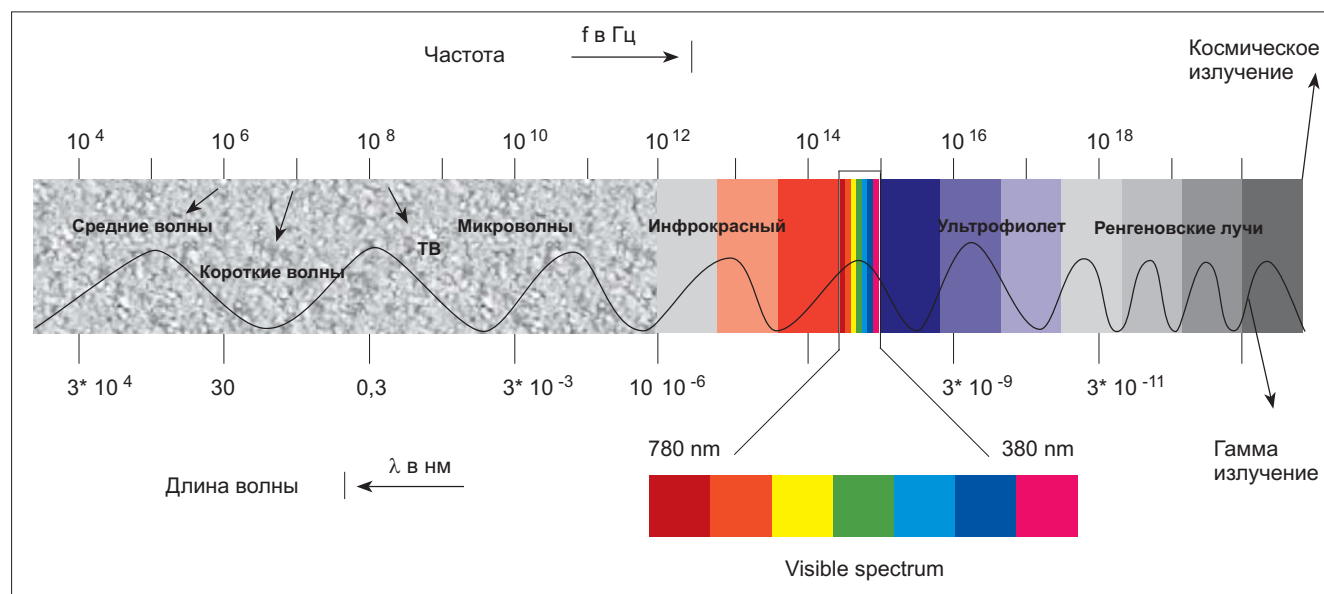 f в Гц
Частота
Космическое
излучение
10 4 10 6 10 8 10 10 10 12 10 14 10 16 10 18
Средние волны Микроволны Инфрокрасный Ультрофиолет Ренгеновские лучи
ТВ
Короткие волны
3* 10 4 30 0,3 3* 10 -3 10 10 -6 3* 10 -9 3* 10 -11
780 nm 380 nm
Гамма
излучение
λ в нм
Длина волны
Visible spectrum